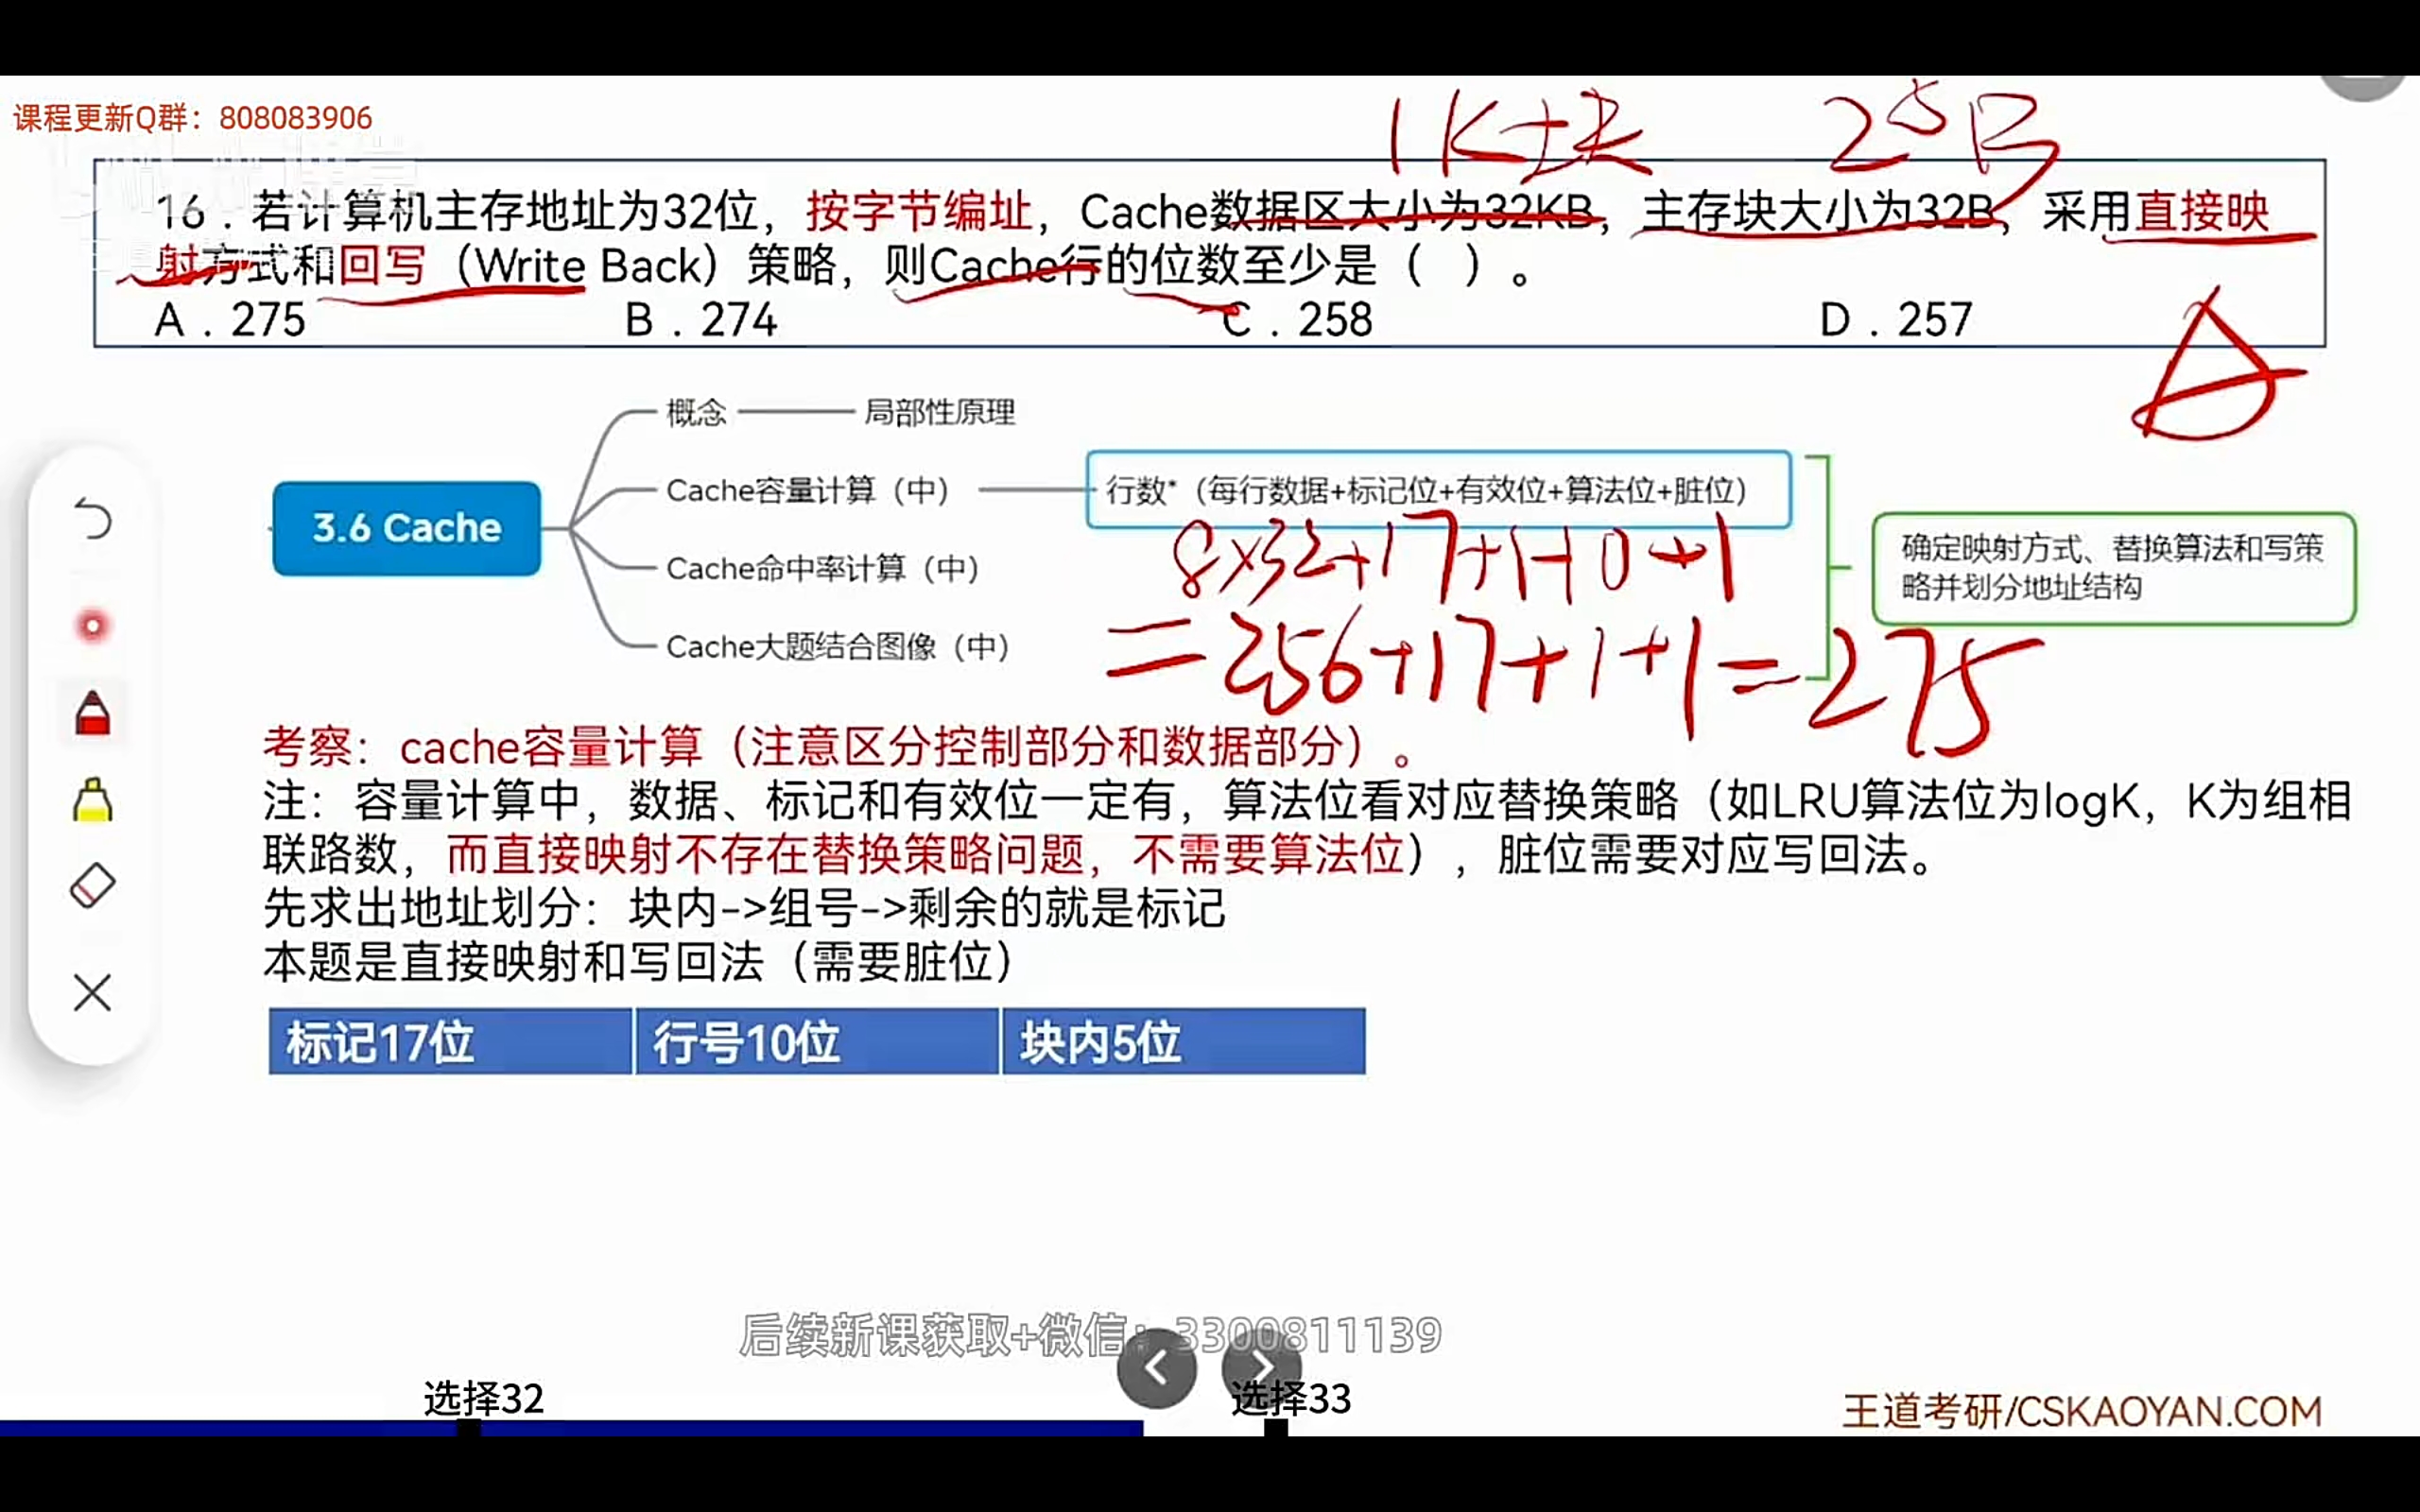 课程更新Q群：808083906
1K块 2^5B
16．若计算机主存地址为32位，按字节编址，Cache数据区大小为32KB，主存块大小为32B，采用直接映
射方式和回写（Write Back）策略，则Cache行的位数至少是（ ）。
A．275 B．274 C．258 D．257
A
概念 局部性原理
Cache容量计算（中） 行数*（每行数据+标记位+有效位+算法位+脏位）
3.6 Cache
8×32+17+1+0+1
确定映射方式、替换算法和写策
略并划分地址结构
Cache命中率计算（中）
Cache大题结合图像（中）
=256+17+1+1=275
考察：cache容量计算（注意区分控制部分和数据部分）。
注：容量计算中，数据、标记和有效位一定有，算法位看对应替换策略（如LRU算法位为logK，K为组相
联路数，而直接映射不存在替换策略问题，不需要算法位），脏位需要对应写回法。
先求出地址划分：块内->组号->剩余的就是标记
本题是直接映射和写回法（需要脏位）
标记17位 行号10位 块内5位
后续新课获取+微信：3300811139
选择32 选择33
王道考研/CSKAOYAN.COM